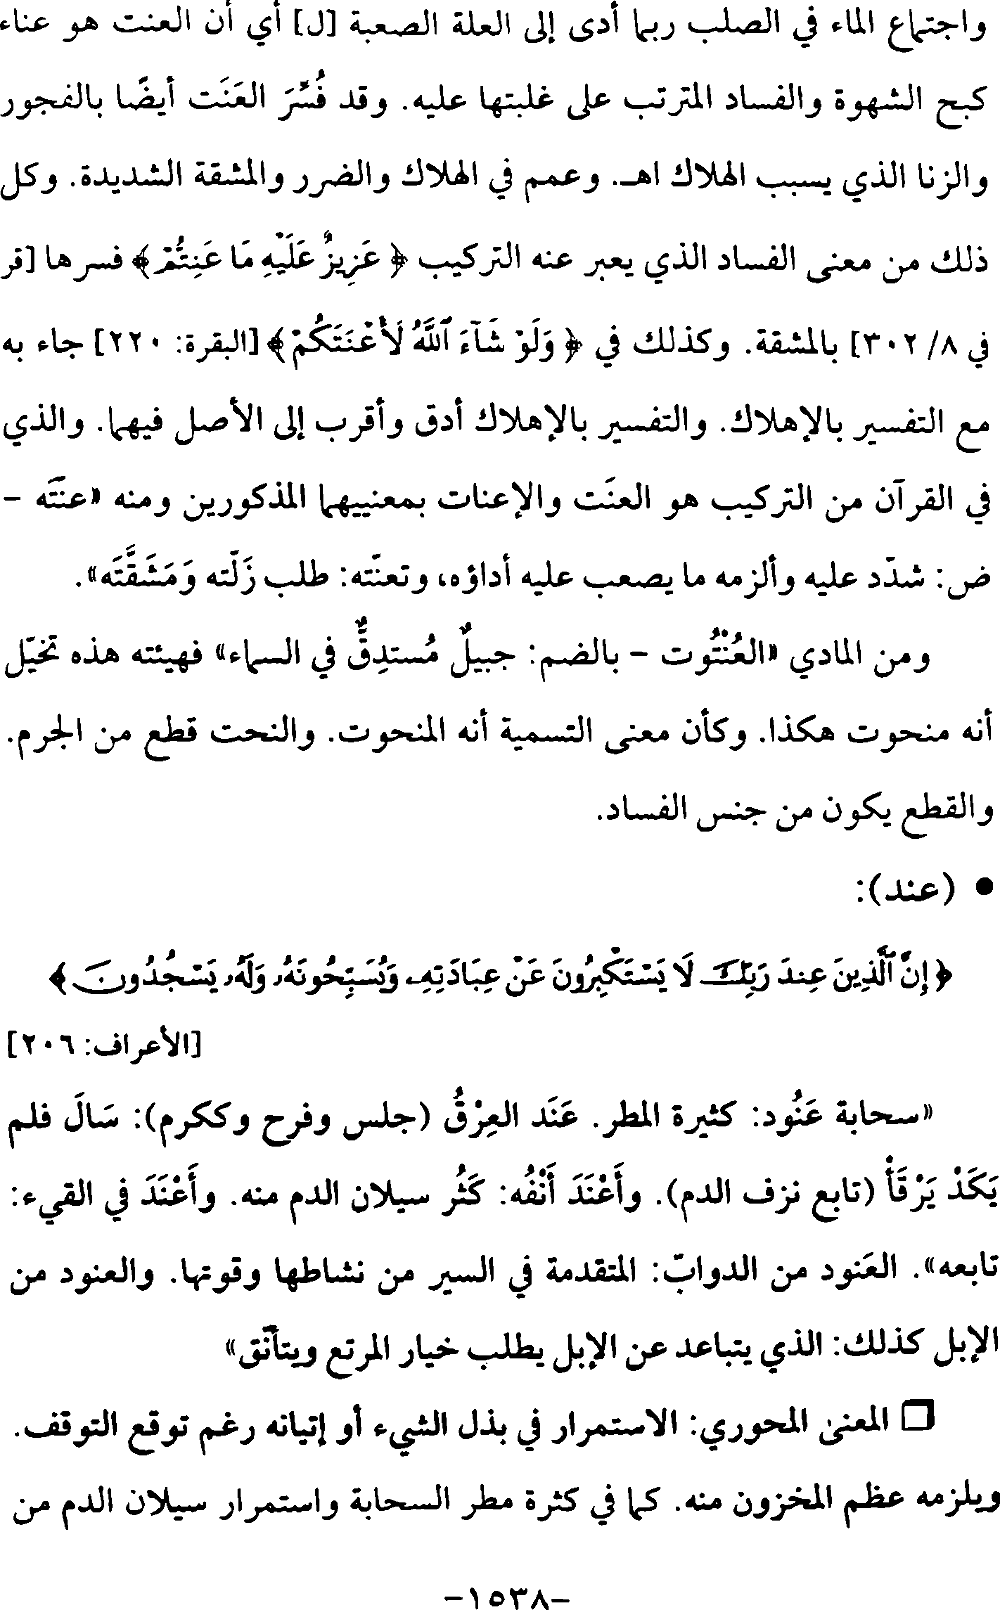 واجتماع الماء في الصلب ربما أدى إلى العلة الصعبة [ل] أي أن العنت هو عناء
كبح الشهوة والفساد المترتب على غلبتها عليه. وقد فُسِّرَ العَنَت أيضًا بالفجور
والزنا الذي يسبب الهلاك اهـ. وعمم في الهلاك والضرر والمشقة الشديدة. وكل
ذلك من معنى الفساد الذي يعبر عنه التركيب ﴿ عَزِيزٌ عَلَيْهِ مَا عَنِتُّمْ ﴾ فسرها [قر
في ٨/ ٣٠٢] بالمشقة. وكذلك في ﴿ وَلَوْ شَآءَ ٱللَّهُ لَأَعْنَتَكُمْ ﴾ [البقرة: ٢٢٠] جاء به
مع التفسير بالإهلاك. والتفسير بالإهلاك أدق وأقرب إلى الأصل فيهما. والذي
في القرآن من التركيب هو العنَت والإعنات بمعنييهما المذكورين ومنه «عنتّه –
ض: شدّد عليه وألزمه ما يصعب عليه أداؤه، وتعنّته: طلب زَلّته وَمَشَقَّتَه».
ومن المادي «العُنْتُوت – بالضم: جبيلٌ مُستدِقٌّ في السماء» فهيئته هذه تخيّل
أنه منحوت هكذا. وكأن معنى التسمية أنه المنحوت. والنحت قطع من الجرم.
والقطع يكون من جنس الفساد.
● (عند):
﴿ إِنَّ ٱلَّذِينَ عِندَ رَبِّكَ لَا يَسْتَكْبِرُونَ عَنْ عِبَادَتِهِۦ وَيُسَبِّحُونَهُۥ وَلَهُۥ يَسْجُدُونَ ﴾
[الأعراف: ٢٠٦]
«سحابة عَنُود: كثيرة المطر. عَنَد العِرْقُ (جلس وفرح وككرم): سَالَ فلم
يَكَدْ يَرْقَأْ (تابع نزف الدم). وأَعْنَدَ أَنْفُه: كَثُر سيلان الدم منه. وأَعْنَدَ في القيء:
تابعه». العَنود من الدوابّ: المتقدمة في السير من نشاطها وقوتها. والعنود من
الإبل كذلك: الذي يتباعد عن الإبل يطلب خيار المرتع ويتأنّق»
❒ المعنى المحوري: الاستمرار في بذل الشيء أو إتيانه رغم توقع التوقف.
ويلزمه عظم المخزون منه. كما في كثرة مطر السحابة واستمرار سيلان الدم من
-١٥٣٨-